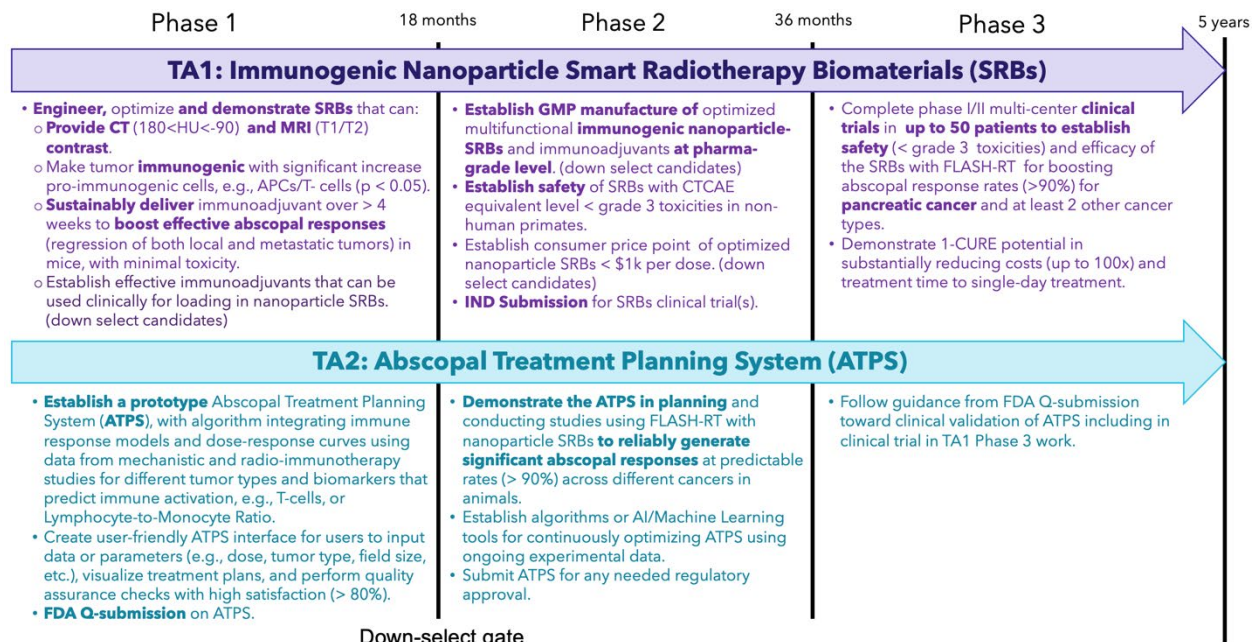 Phase 1
18 months
Phase 2
36 months
Phase 3
5 years
TA1: Immunogenic Nanoparticle Smart Radiotherapy Biomaterials (SRBs)
• Engineer, optimize and demonstrate SRBs that can:
o Provide CT (180<HU<-90) and MRI (T1/T2)
contrast.
o Make tumor immunogenic with significant increase
pro-immunogenic cells, e.g., APCs/T- cells (p < 0.05).
o Sustainably deliver immunoadjuvant over > 4
weeks to boost effective abscopal responses
(regression of both local and metastatic tumors) in
mice, with minimal toxicity.
o Establish effective immunoadjuvants that can be
used clinically for loading in nanoparticle SRBs.
(down select candidates)
• Establish GMP manufacture of optimized
multifunctional immunogenic nanoparticle-
SRBs and immunoadjuvants at pharma-
grade level. (down select candidates)
• Establish safety of SRBs with CTCAE
equivalent level < grade 3 toxicities in non-
human primates.
• Establish consumer price point of optimized
nanoparticle SRBs < $1k per dose. (down
select candidates)
• IND Submission for SRBs clinical trial(s).
• Complete phase I/II multi-center clinical
trials in up to 50 patients to establish
safety (< grade 3 toxicities) and efficacy of
the SRBs with FLASH-RT for boosting
abscopal response rates (>90%) for
pancreatic cancer and at least 2 other cancer
types.
• Demonstrate 1-CURE potential in
substantially reducing costs (up to 100x) and
treatment time to single-day treatment.
TA2: Abscopal Treatment Planning System (ATPS)
• Establish a prototype Abscopal Treatment Planning
System (ATPS), with algorithm integrating immune
response models and dose-response curves using
data from mechanistic and radio-immunotherapy
studies for different tumor types and biomarkers that
predict immune activation, e.g., T-cells, or
Lymphocyte-to-Monocyte Ratio.
• Create user-friendly ATPS interface for users to input
data or parameters (e.g., dose, tumor type, field size,
etc.), visualize treatment plans, and perform quality
assurance checks with high satisfaction (> 80%).
• FDA Q-submission on ATPS.
• Demonstrate the ATPS in planning and
conducting studies using FLASH-RT with
nanoparticle SRBs to reliably generate
significant abscopal responses at predictable
rates (> 90%) across different cancers in
animals.
• Establish algorithms or AI/Machine Learning
tools for continuously optimizing ATPS using
ongoing experimental data.
• Submit ATPS for any needed regulatory
approval.
• Follow guidance from FDA Q-submission
toward clinical validation of ATPS including in
clinical trial in TA1 Phase 3 work.
Down-select gate